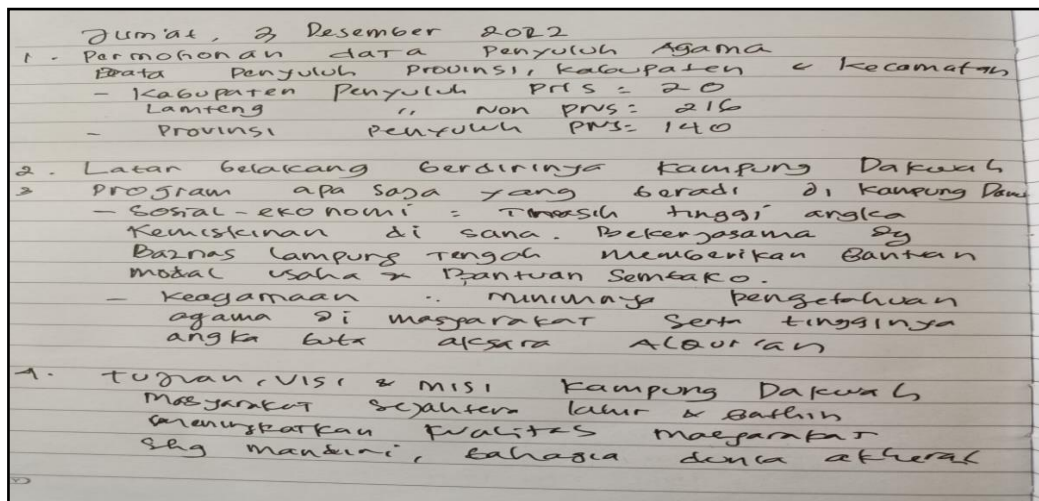 Jum'at, 2 Desember 2022
1. Permohonan data Penyuluh Agama
Data Penyuluh Provinsi, Kabupaten & Kecamatan
- Kabupaten Penyuluh PNS = 20
Lamteng " Non PNS = 216
- Provinsi Penyuluh PNS = 140
2. Latar belakang berdirinya Kampung Dakwah
3 Program apa saja yang beradi di Kampung
- Sosial-ekonomi = masih tinggi angka
Kemiskinan di sana. Bekerjasama dg
Baznas Lampung Tengah memberikan Bantuan
modal usaha & Bantuan Sembako.
- Keagamaan : minimnya pengetahuan
agama di masyarakat serta tingginya
angka buta aksara Alqur'an
4. tujuan, visi & misi Kampung Dakwah
Masyarakat sejahtera lahir & Bathin
meningkatkan kualitas masyarakat
shg mandiri, bahagia dunia akherat